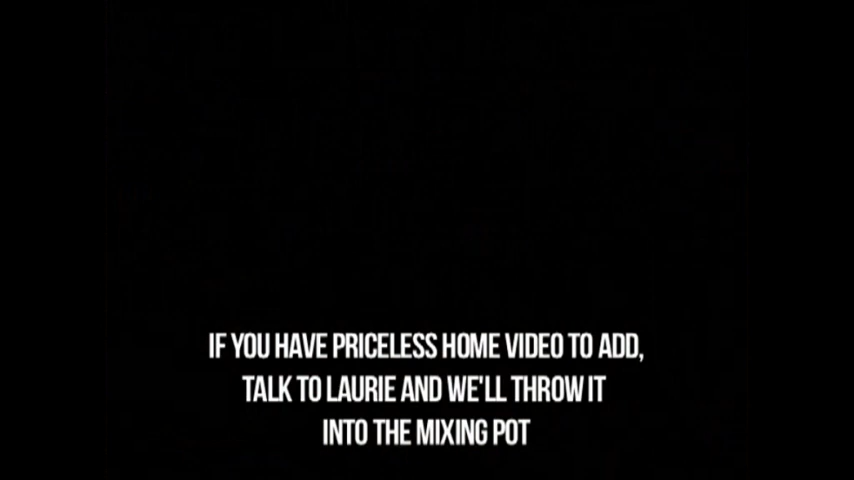 IF YOU HAVE PRICELESS HOME VIDEO TO ADD,
TALK TO LAURIE AND WE'LL THROW IT
INTO THE MIXING POT